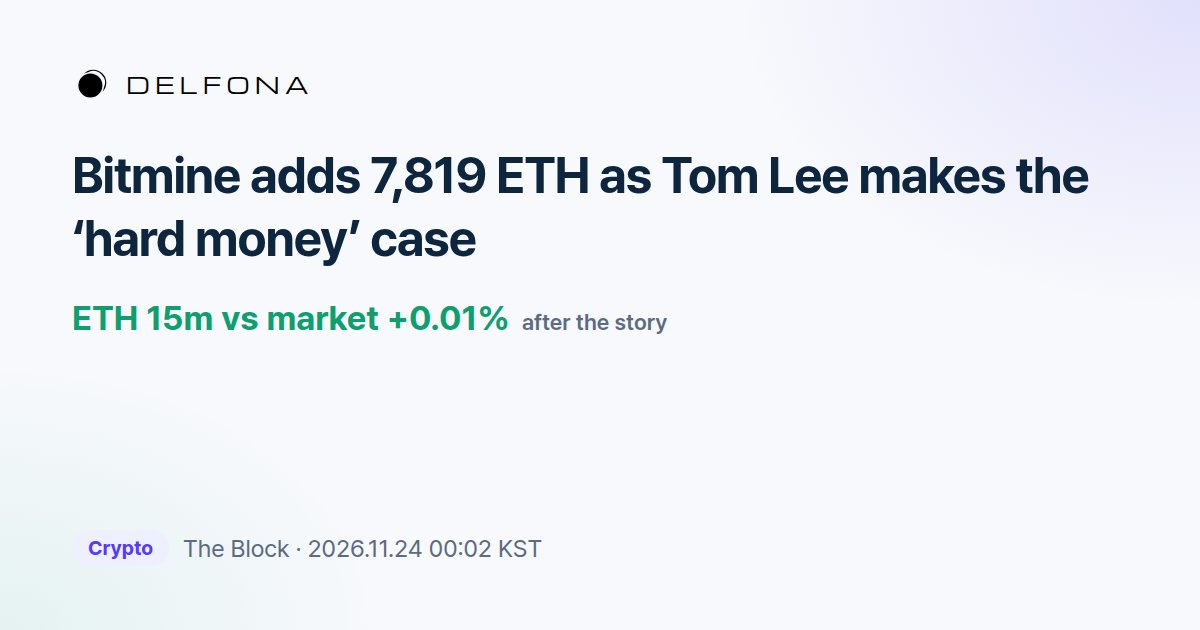 DELFONA
Bitmine adds 7,819 ETH as Tom Lee makes the
‘hard money’ case
ETH 15m vs market +0.01% after the story
Crypto The Block · 2026.11.24 00:02 KST